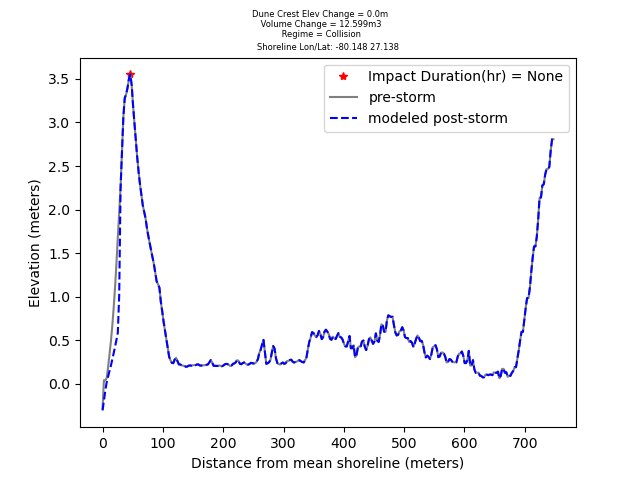 Dune Crest Elev Change = 0.0m
Volume Change = 12.599m3
Regime = Collision
Shoreline Lon/Lat: -80.148 27.138
Impact Duration(hr) = None
pre-storm
modeled post-storm
3.5
3.0
2.5
2.0
1.5
1.0
0.5
0.0
Elevation (meters)
0 100 200 300 400 500 600 700
Distance from mean shoreline (meters)